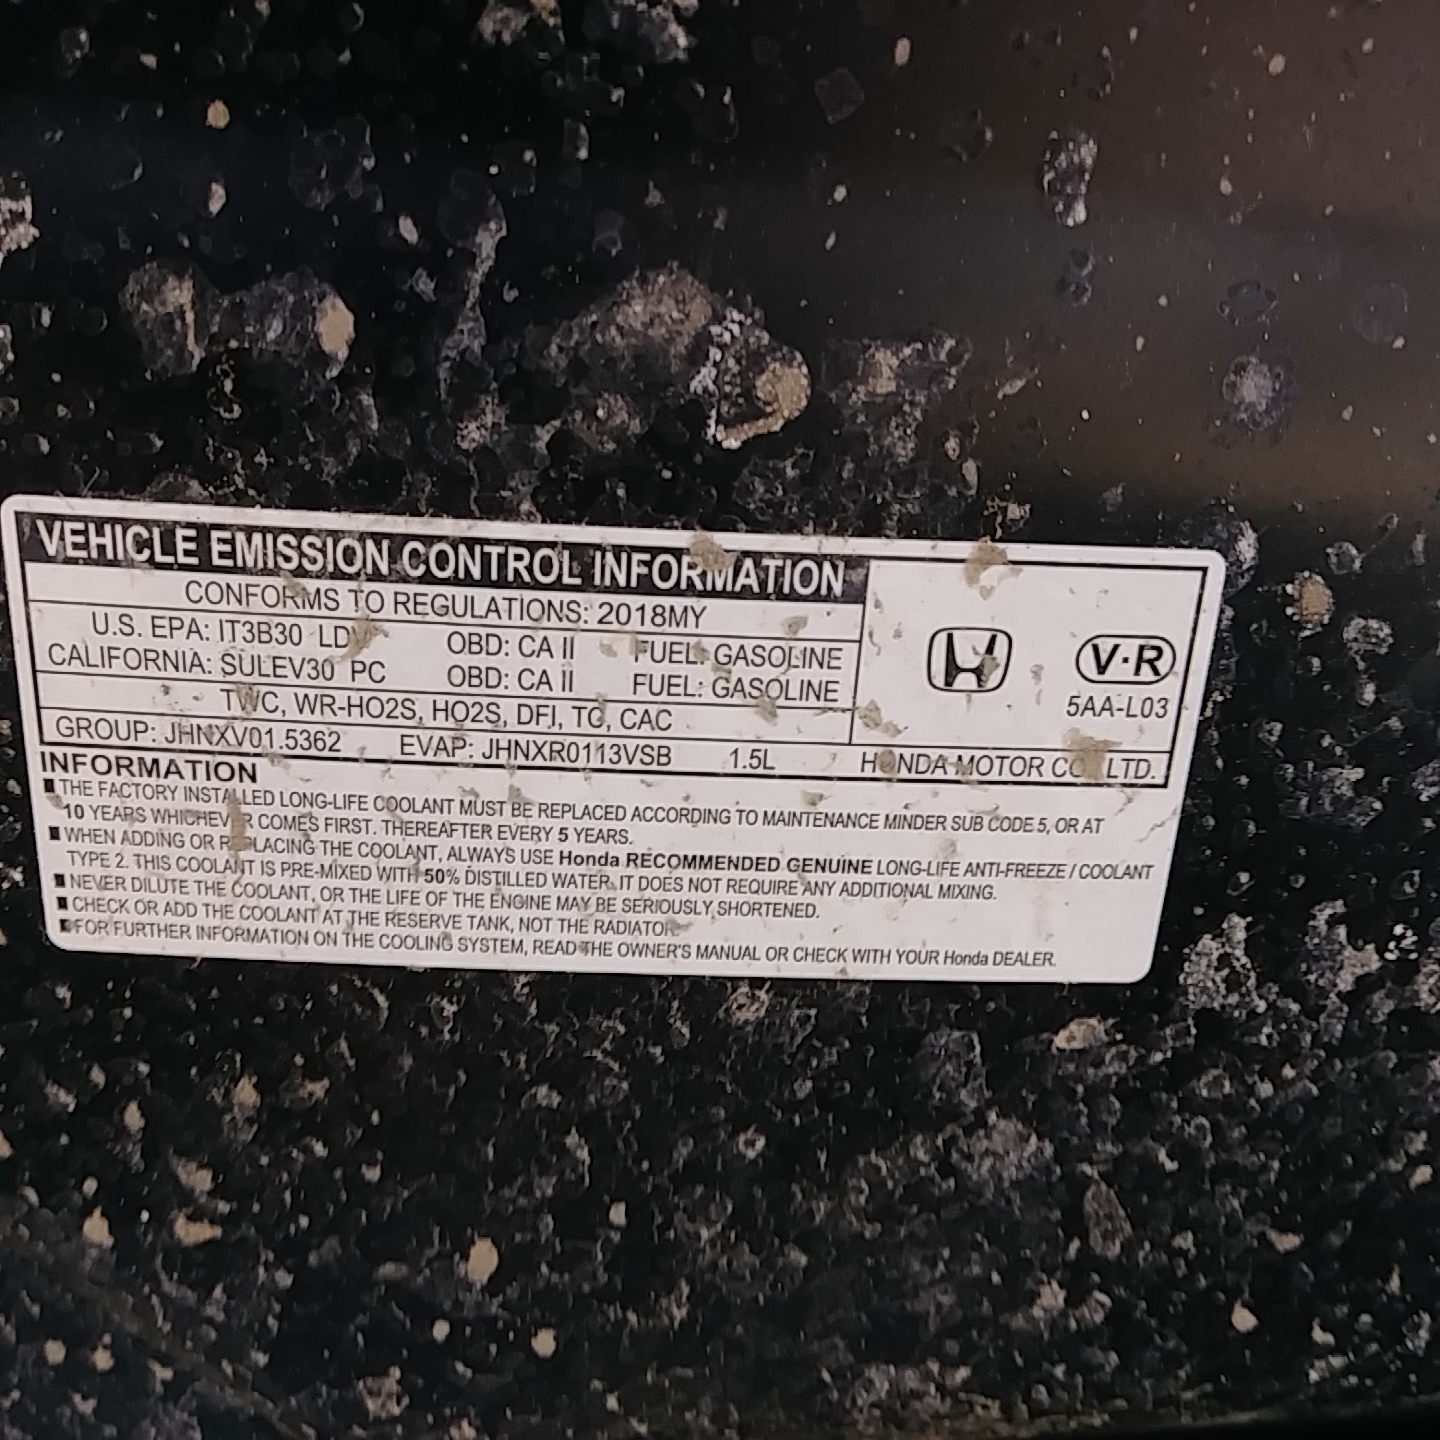 VEHICLE EMISSION CONTROL INFORMATION
CONFORMS TO REGULATIONS: 2018MY
U.S. EPA: IT3B30 LDV OBD: CA II FUEL: GASOLINE
CALIFORNIA: SULEV30 PC OBD: CA II FUEL: GASOLINE
TWC, WR-HO2S, HO2S, DFI, TC, CAC
GROUP: JHNXV01.5362 EVAP: JHNXR0113VSB 1.5L HONDA MOTOR CO., LTD.
V·R
5AA-L03
INFORMATION
■ THE FACTORY INSTALLED LONG-LIFE COOLANT MUST BE REPLACED ACCORDING TO MAINTENANCE MINDER SUB CODE 5, OR AT
10 YEARS WHICHEVER COMES FIRST. THEREAFTER EVERY 5 YEARS.
■ WHEN ADDING OR REPLACING THE COOLANT, ALWAYS USE Honda RECOMMENDED GENUINE LONG-LIFE ANTI-FREEZE / COOLANT
TYPE 2. THIS COOLANT IS PRE-MIXED WITH 50% DISTILLED WATER. IT DOES NOT REQUIRE ANY ADDITIONAL MIXING.
■ NEVER DILUTE THE COOLANT, OR THE LIFE OF THE ENGINE MAY BE SERIOUSLY SHORTENED.
■ CHECK OR ADD THE COOLANT AT THE RESERVE TANK, NOT THE RADIATOR.
■ FOR FURTHER INFORMATION ON THE COOLING SYSTEM, READ THE OWNER'S MANUAL OR CHECK WITH YOUR Honda DEALER.